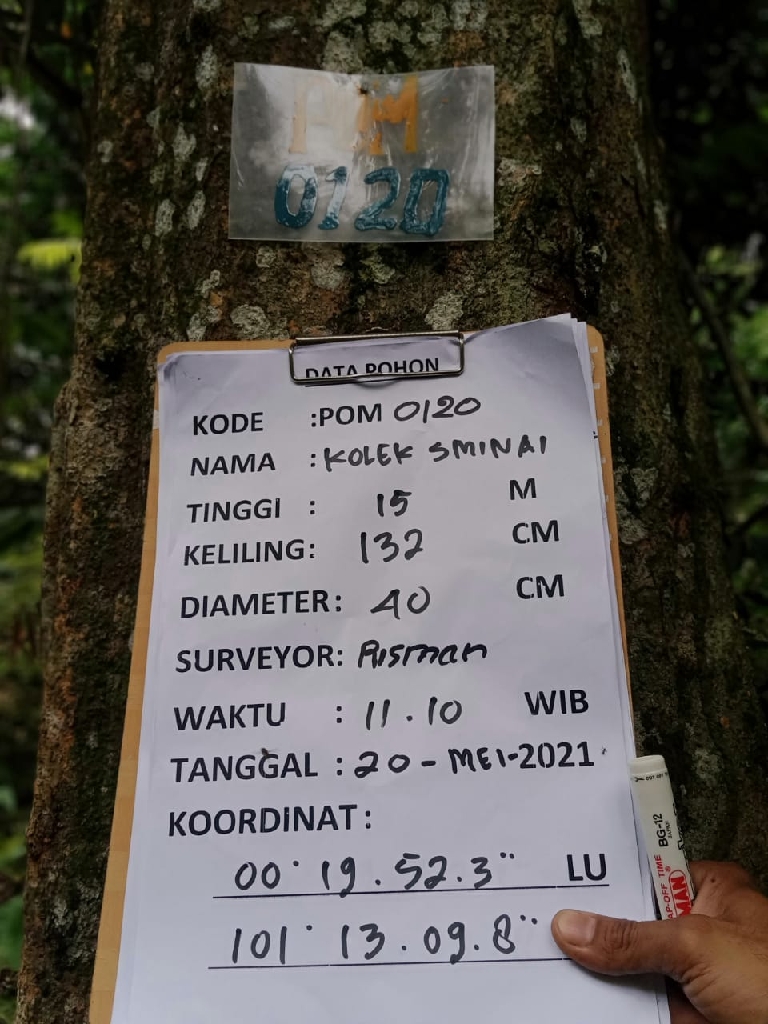 POM
0120
DATA POHON
KODE :POM 0120
NAMA : KOLEK SMINAI
TINGGI : 15 M
KELILING: 132 CM
DIAMETER: 40 CM
SURVEYOR: Risman
WAKTU : 11.10 WIB
TANGGAL : 20 - MEI-2021
KOORDINAT:
00° 19.52.3" LU
101° 13.09.8"
BG-12
MAN